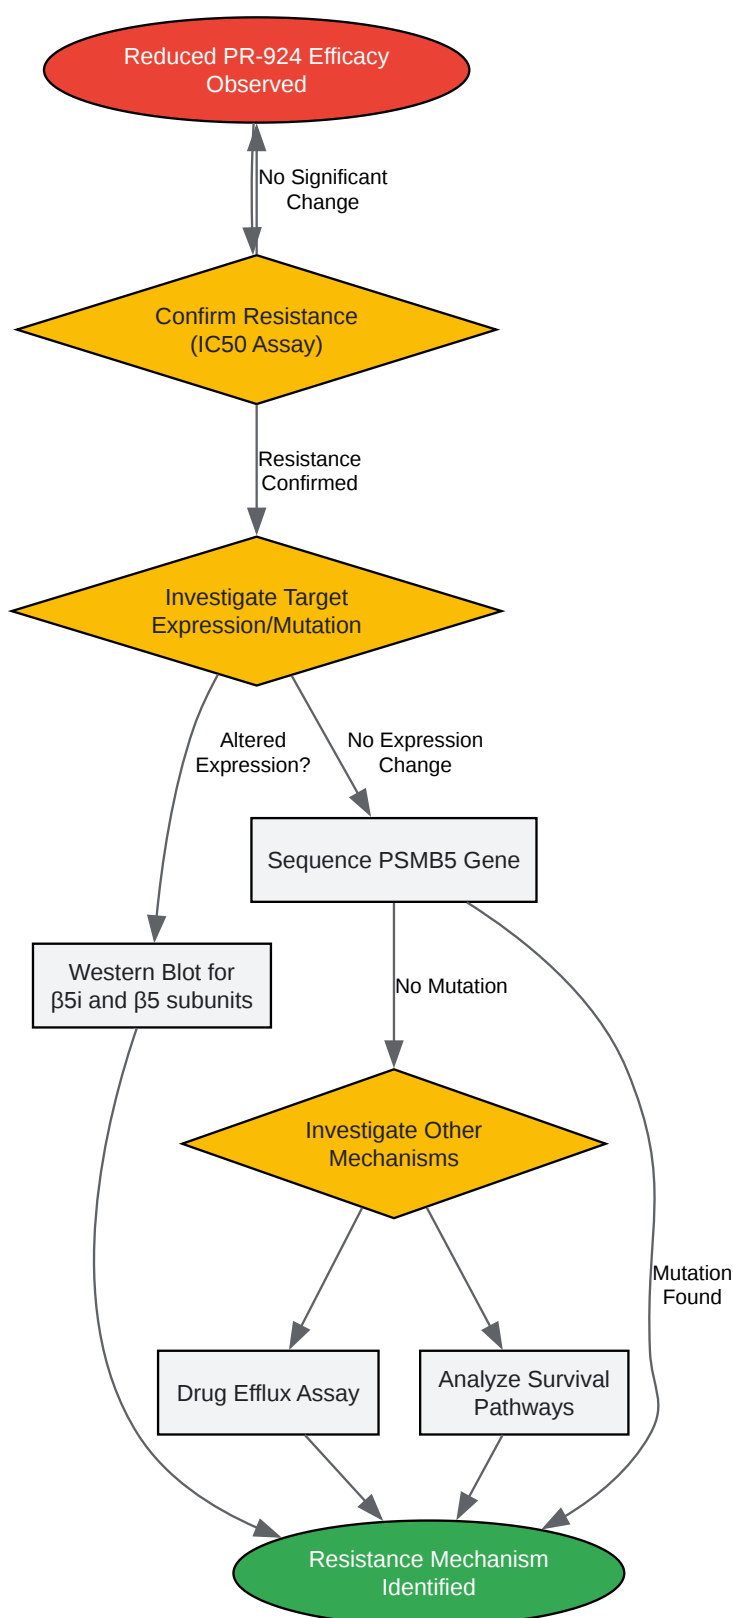 Reduced PR-924 Efficacy
Observed
No Significant
Change
Confirm Resistance
(IC50 Assay)
Resistance
Confirmed
Investigate Target
Expression/Mutation
Altered
Expression?
No Expression
Change
Sequence PSMB5 Gene
Western Blot for
β5i and β5 subunits
No Mutation
Investigate Other
Mechanisms
Mutation
Found
Drug Efflux Assay
Analyze Survival
Pathways
Resistance Mechanism
Identified